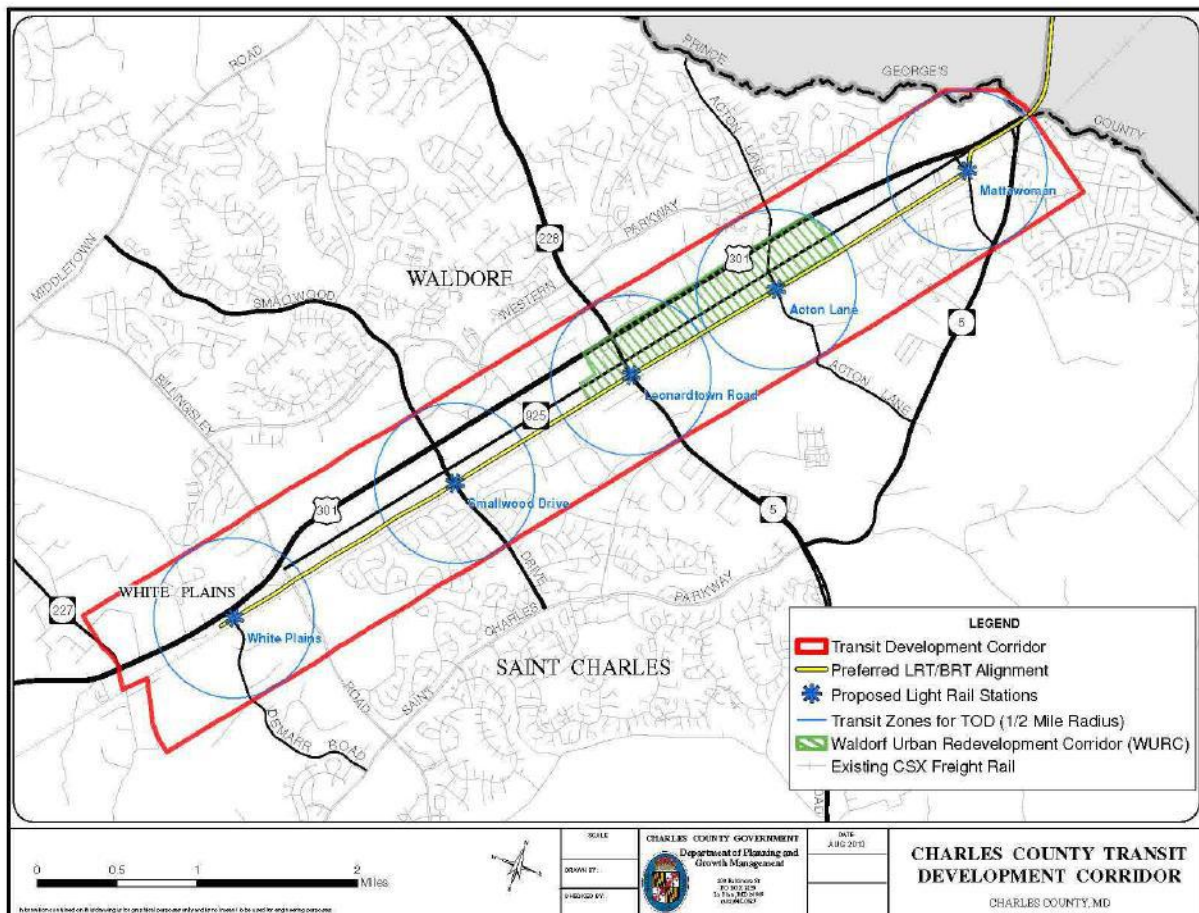 PRINCE
GEORGE'S
COUNTY
ROAD
ACTON
LANE
Mattawoman
MIDDLETOWN
SMALLWOOD
WALDORF
228
WESTERN
PARKWAY
301
Acton Lane
5
ACTON
LANE
BILLINGSLEY
925
Leonardtown Road
301
Smallwood Drive
5
WHITE PLAINS
227
White Plains
DRIVE
PARKWAY
CHARLES
SAINT
SAINT CHARLES
ROAD
DEMARR
ROAD
ROAD
LEGEND
Transit Development Corridor
Preferred LRT/BRT Alignment
Proposed Light Rail Stations
Transit Zones for TOD (1/2 Mile Radius)
Waldorf Urban Redevelopment Corridor (WURC)
Existing CSX Freight Rail
0 0.5 1 2
Miles
N
SCALE
DRAWN BY:
CHECKED BY:
CHARLES COUNTY GOVERNMENT
Department of Planning and
Growth Management
DATE
AUG 2013
CHARLES COUNTY TRANSIT
DEVELOPMENT CORRIDOR
CHARLES COUNTY, MD